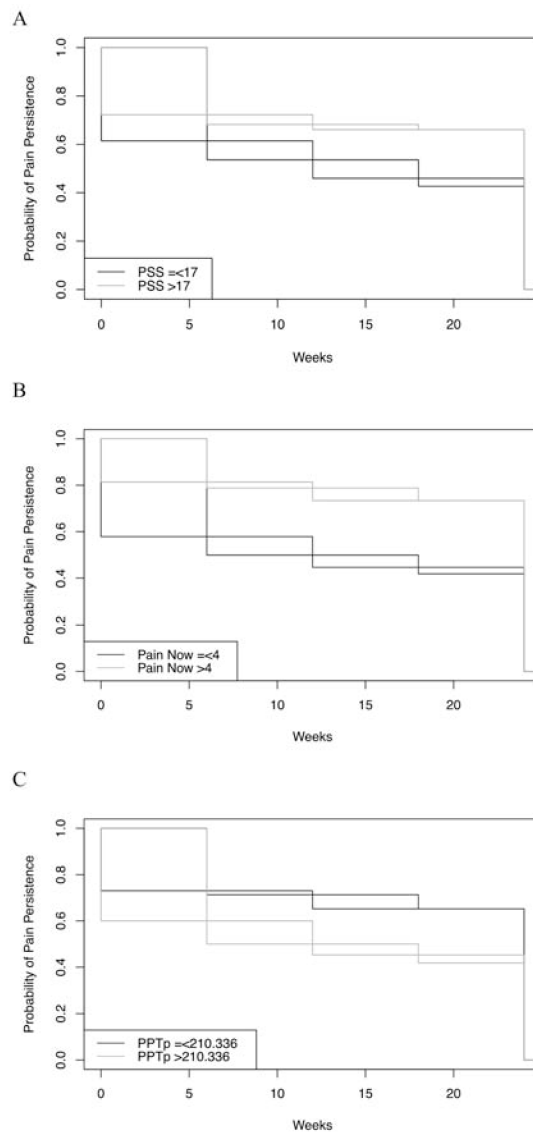 A
Probability of Pain Persistence
1.0
0.8
0.6
0.4
0.2
0.0
PSS =<17
PSS >17
0 5 10 15 20
Weeks
B
Probability of Pain Persistence
1.0
0.8
0.6
0.4
0.2
0.0
Pain Now =<4
Pain Now >4
0 5 10 15 20
Weeks
C
Probability of Pain Persistence
1.0
0.8
0.6
0.4
0.2
0.0
PPTp =<210.336
PPTp >210.336
0 5 10 15 20
Weeks